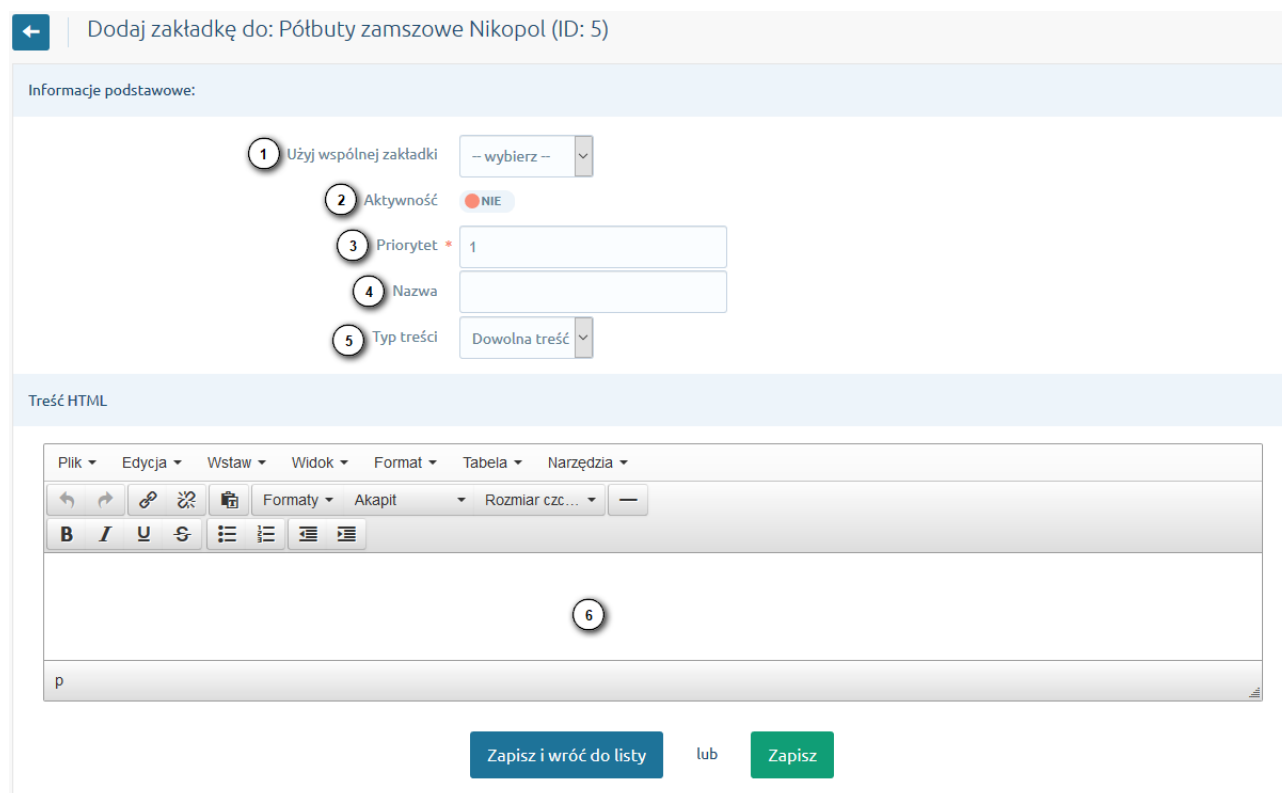 Dodaj zakładkę do: Półbuty zamszowe Nikopol (ID: 5)
Informacje podstawowe:
1 Użyj wspólnej zakładki -- wybierz --
2 Aktywność NIE
3 Priorytet * 1
4 Nazwa
5 Typ treści Dowolna treść
Treść HTML
Plik Edycja Wstaw Widok Format Tabela Narzędzia
Formaty Akapit Rozmiar czc...
B I U S
6
p
Zapisz i wróć do listy lub Zapisz